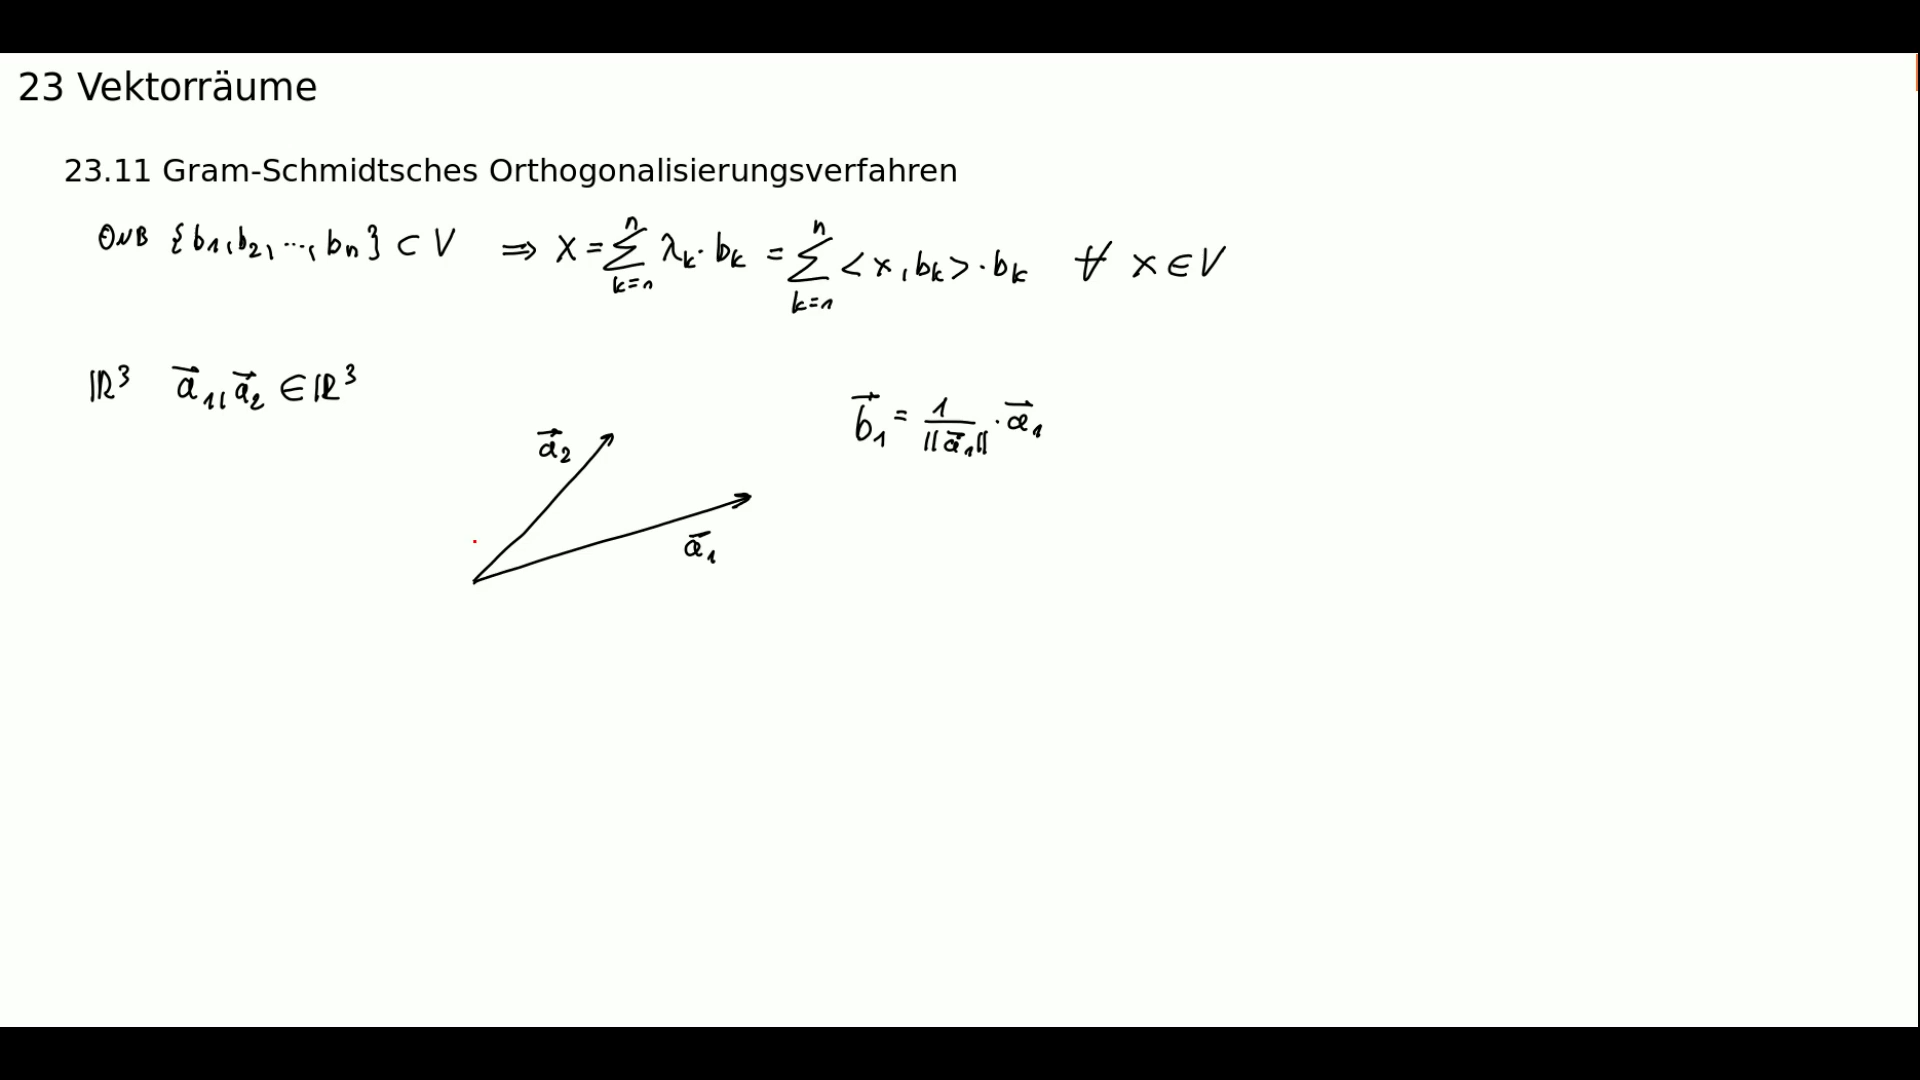 23 Vektorräume
23.11 Gram-Schmidtsches Orthogonalisierungsverfahren
ONB {b₁, b₂, ..., bₙ} ⊂ V ⇒ x = ∑ₖ₌₁ⁿ λₖ · bₖ = ∑ₖ₌₁ⁿ <x, bₖ> · bₖ ∀ x ∈ V
ℝ³ a⃗₁, a⃗₂ ∈ ℝ³
b⃗₁ = 1/||a⃗₁|| · a⃗₁
a⃗₂
a⃗₁